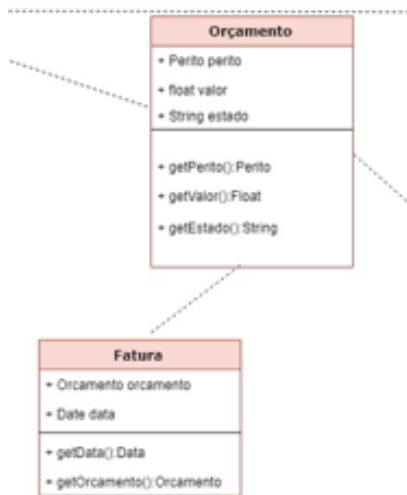 Orçamento
+ Perito perito
+ float valor
+ String estado
+ getPerito():Perito
+ getValor():Float
+ getEstado():String
Fatura
+ Orcamento orcamento
+ Date data
+ getData():Data
+ getOrcamento():Orcamento